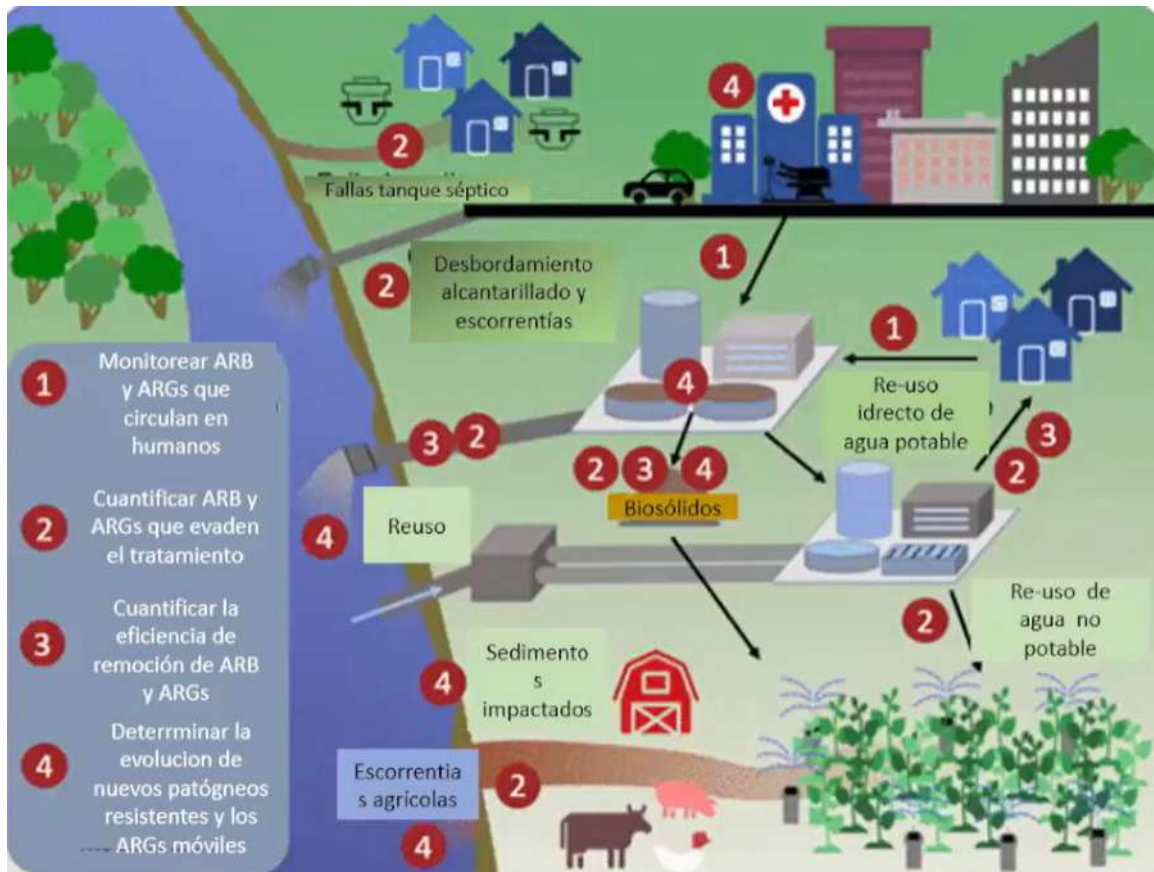 4
2
Fallas tanque séptico
2
Desbordamiento
alcantarillado y
escorrentías
1
1
Re-uso
idrecto de
agua potable
4
3 2
2 3 4
Biosólidos
3
2
4
Reuso
2
Re-uso de
agua no
potable
4
Sedimento
s
impactados
Escorrentia
s agrícolas
2
4
1
Monitorear ARB
y ARGs que
circulan en
humanos
2
Cuantificar ARB y
ARGs que evaden
el tratamiento
3
Cuantificar la
eficiencia de
remoción de ARB
y ARGs
4
Deterrminar la
evolucion de
nuevos patógneos
resistentes y los
ARGs móviles